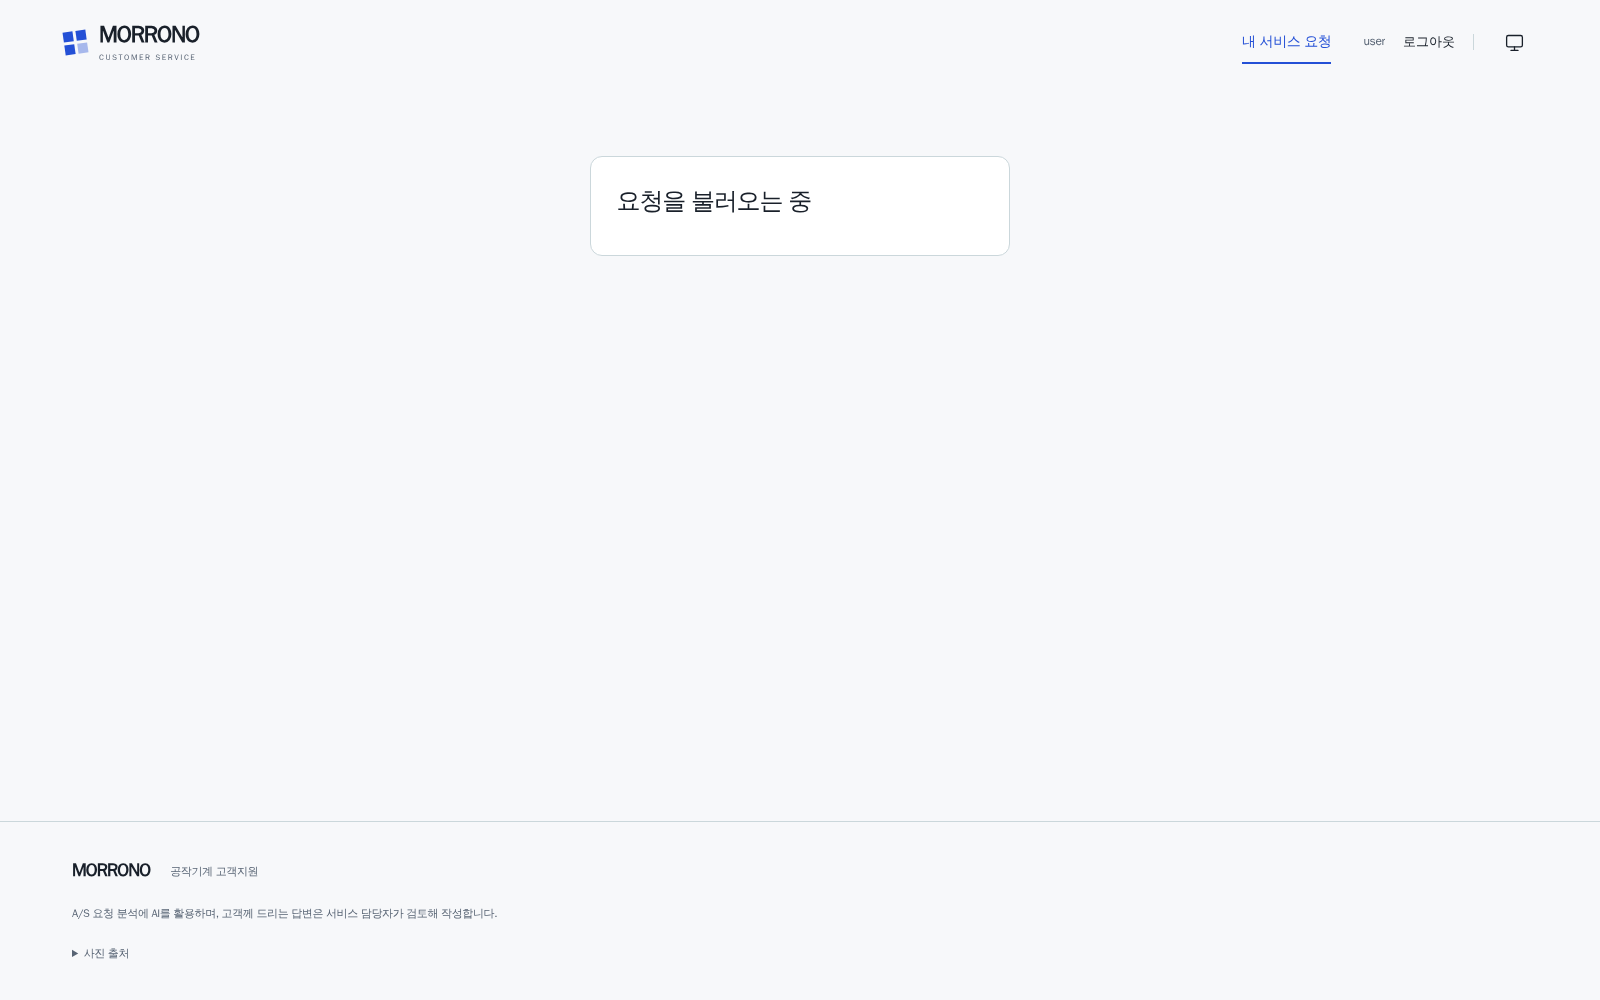 MORRONO
CUSTOMER SERVICE
내 서비스 요청
user
로그아웃
요청을 불러오는 중
MORRONO
공작기계 고객지원
A/S 요청 분석에 AI를 활용하며, 고객께 드리는 답변은 서비스 담당자가 검토해 작성합니다.
▶ 사진 출처